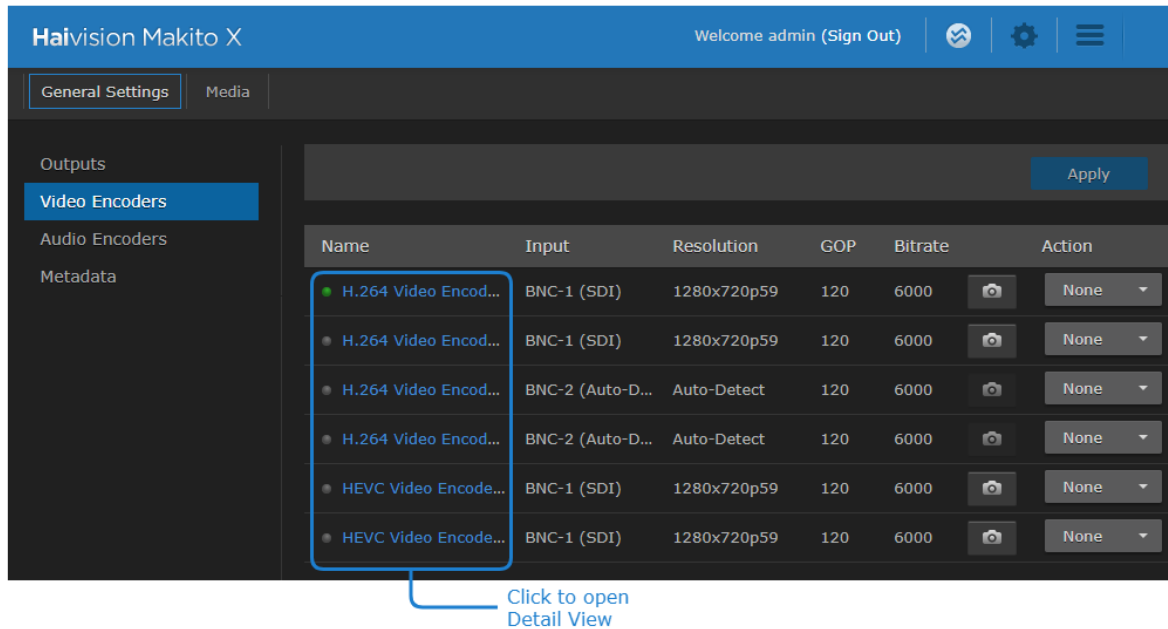 Haivision Makito X Welcome admin (Sign Out)
General Settings Media
Outputs
Video Encoders
Audio Encoders
Metadata
Apply
Name Input Resolution GOP Bitrate Action
H.264 Video Encod... BNC-1 (SDI) 1280x720p59 120 6000 None
H.264 Video Encod... BNC-1 (SDI) 1280x720p59 120 6000 None
H.264 Video Encod... BNC-2 (Auto-D... Auto-Detect 120 6000 None
H.264 Video Encod... BNC-2 (Auto-D... Auto-Detect 120 6000 None
HEVC Video Encode... BNC-1 (SDI) 1280x720p59 120 6000 None
HEVC Video Encode... BNC-1 (SDI) 1280x720p59 120 6000 None
Click to open
Detail View